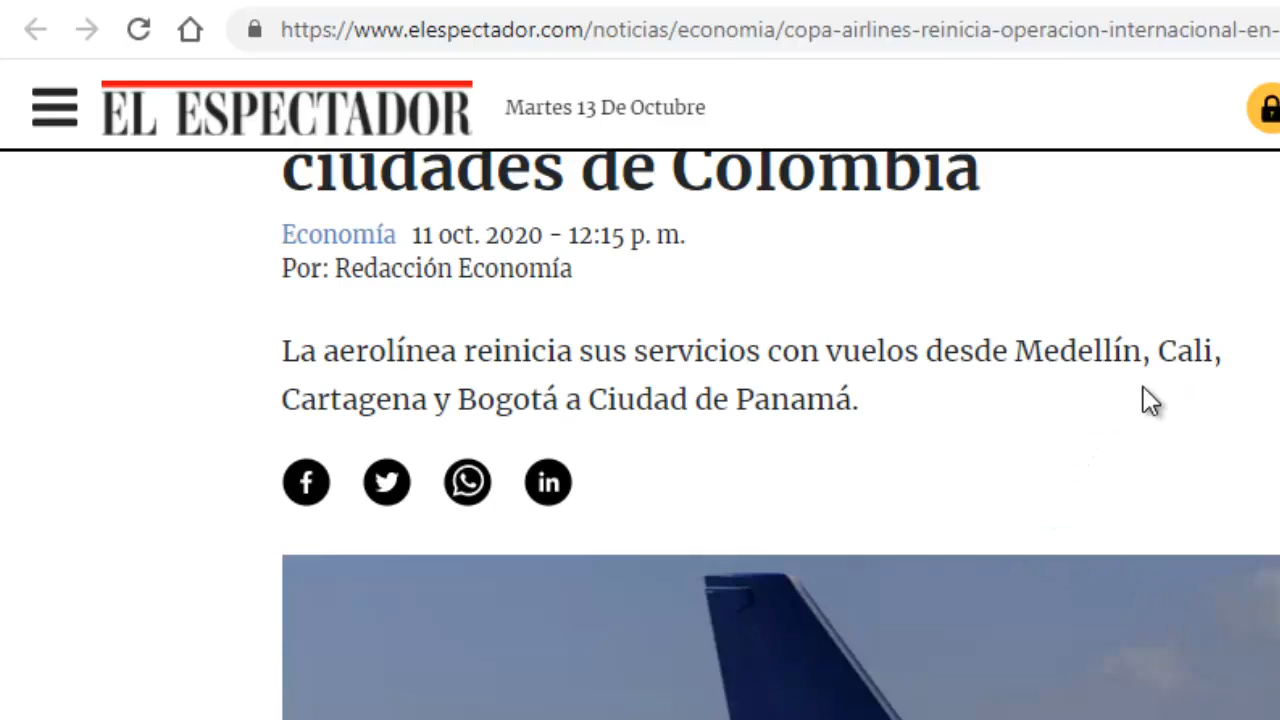 https://www.elespectador.com/noticias/economia/copa-airlines-reinicia-operacion-internacional-en-
EL ESPECTADOR
Martes 13 De Octubre
ciudades de Colombia
Economía 11 oct. 2020 - 12:15 p. m.
Por: Redacción Economía
La aerolínea reinicia sus servicios con vuelos desde Medellín, Cali,
Cartagena y Bogotá a Ciudad de Panamá.